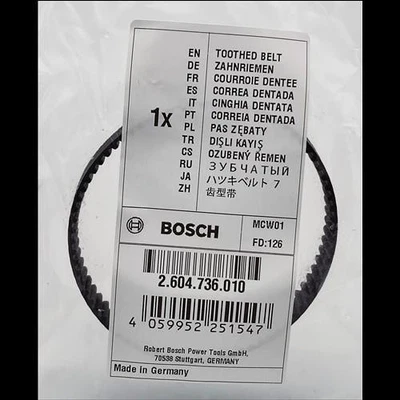 1x
EN TOOTHED BELT
DE ZAHNRIEMEN
FR COURROIE DENTEE
ES CORREA DENTADA
IT CINGHIA DENTATA
PT CORREIA DENTADA
PL PAS ZĘBATY
TR DIŞLI KAYIŞ
CS OZUBENÝ ŘEMEN
RU ЗУБЧАТЫЙ
JA ハツキベルト 7
ZH 齿型带
BOSCH
MCW01
FD:126
2.604.736.010
4 059952 251547
Robert Bosch Power Tools GmbH,
70538 Stuttgart, GERMANY
Made in Germany